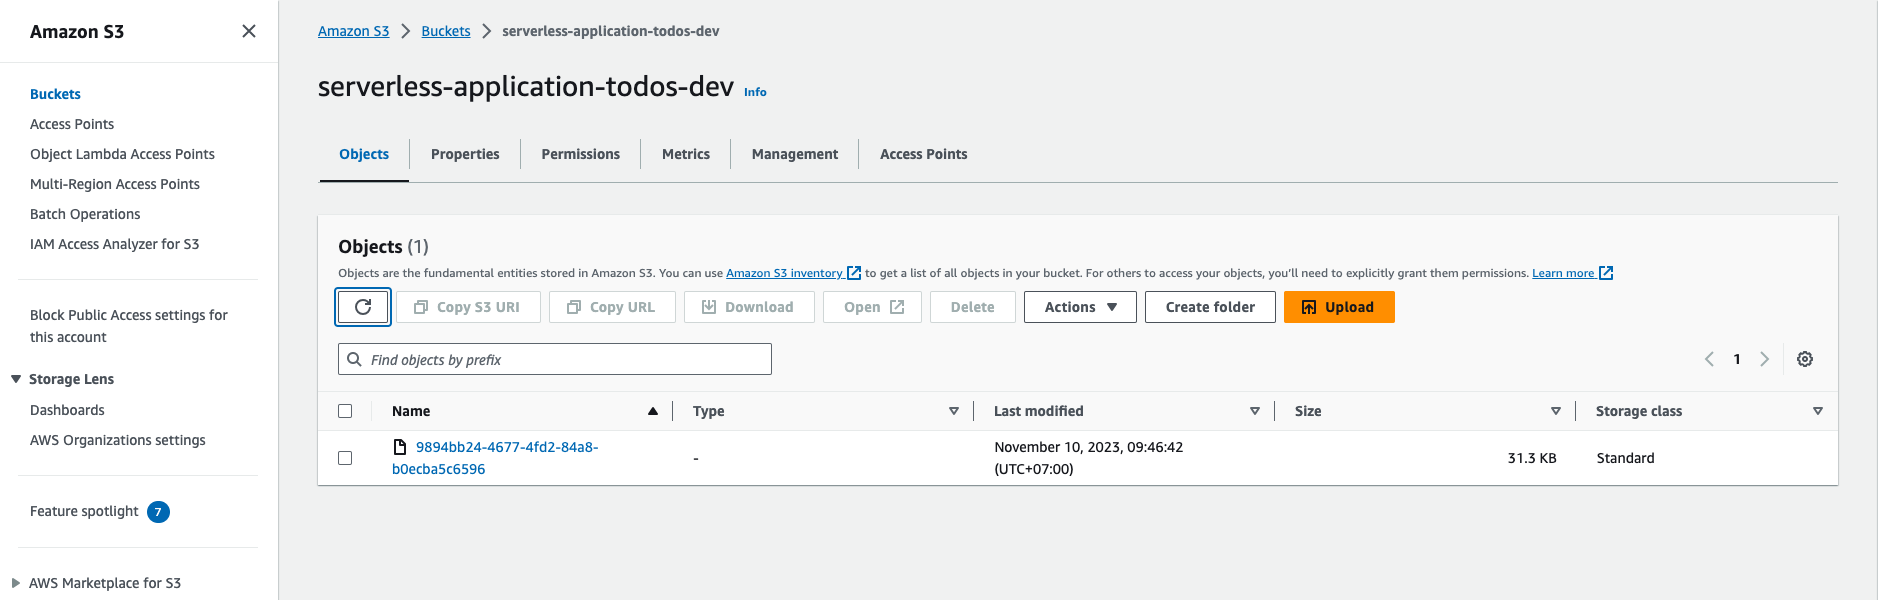 Amazon S3
Buckets
Access Points
Object Lambda Access Points
Multi-Region Access Points
Batch Operations
IAM Access Analyzer for S3
Block Public Access settings for
this account
Storage Lens
Dashboards
AWS Organizations settings
Feature spotlight 7
AWS Marketplace for S3
Amazon S3 Buckets serverless-application-todos-dev
serverless-application-todos-dev Info
Objects Properties Permissions Metrics Management Access Points
Objects (1)
Objects are the fundamental entities stored in Amazon S3. You can use Amazon S3 inventory to get a list of all objects in your bucket. For others to access your objects, you'll need to explicitly grant them permissions. Learn more
Copy S3 URI Copy URL Download Open Delete Actions Create folder Upload
Find objects by prefix 1
Name Type Last modified Size Storage class
9894bb24-4677-4fd2-84a8-
b0ecba5c6596
-
November 10, 2023, 09:46:42
(UTC+07:00)
31.3 KB
Standard